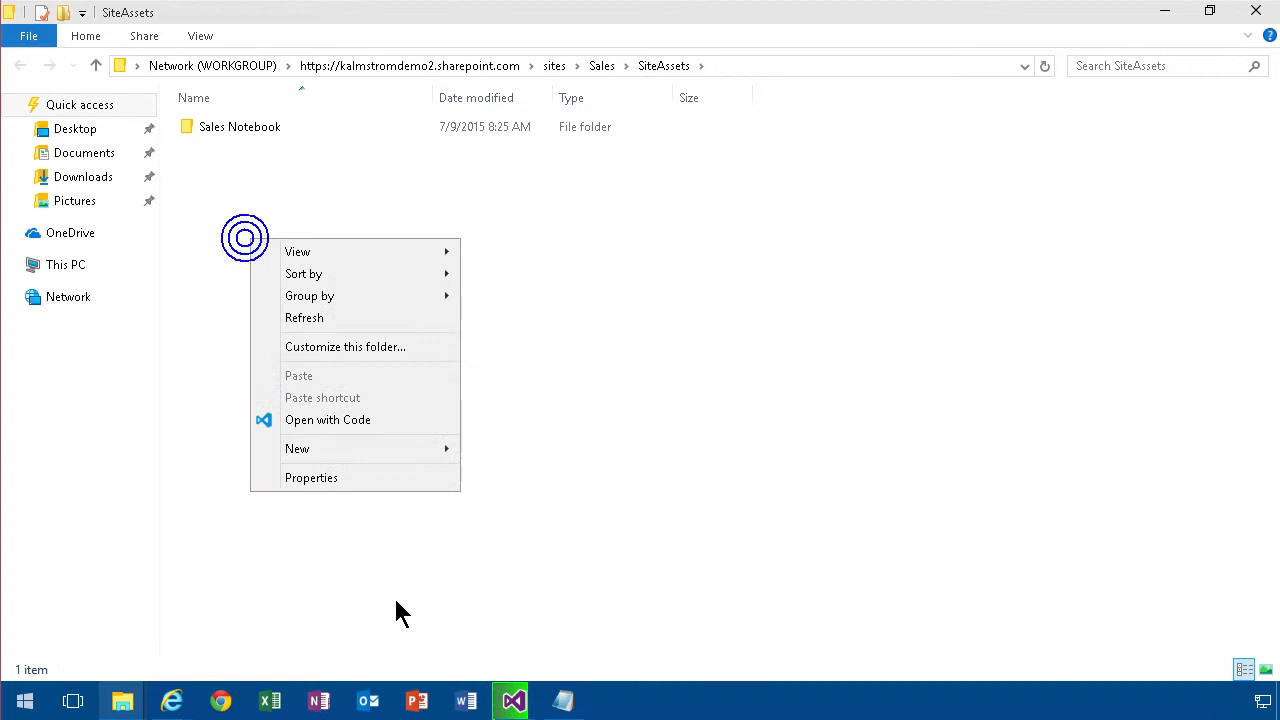 SiteAssets
File Home Share View
Network (WORKGROUP) https://kalmstromdemo2.sharepoint.com sites Sales SiteAssets Search SiteAssets
Quick access
Desktop
Documents
Downloads
Pictures
OneDrive
This PC
Network
Name Date modified Type Size
Sales Notebook 7/9/2015 8:25 AM File folder
View
Sort by
Group by
Refresh
Customize this folder...
Paste
Paste shortcut
Open with Code
New
Properties
1 item